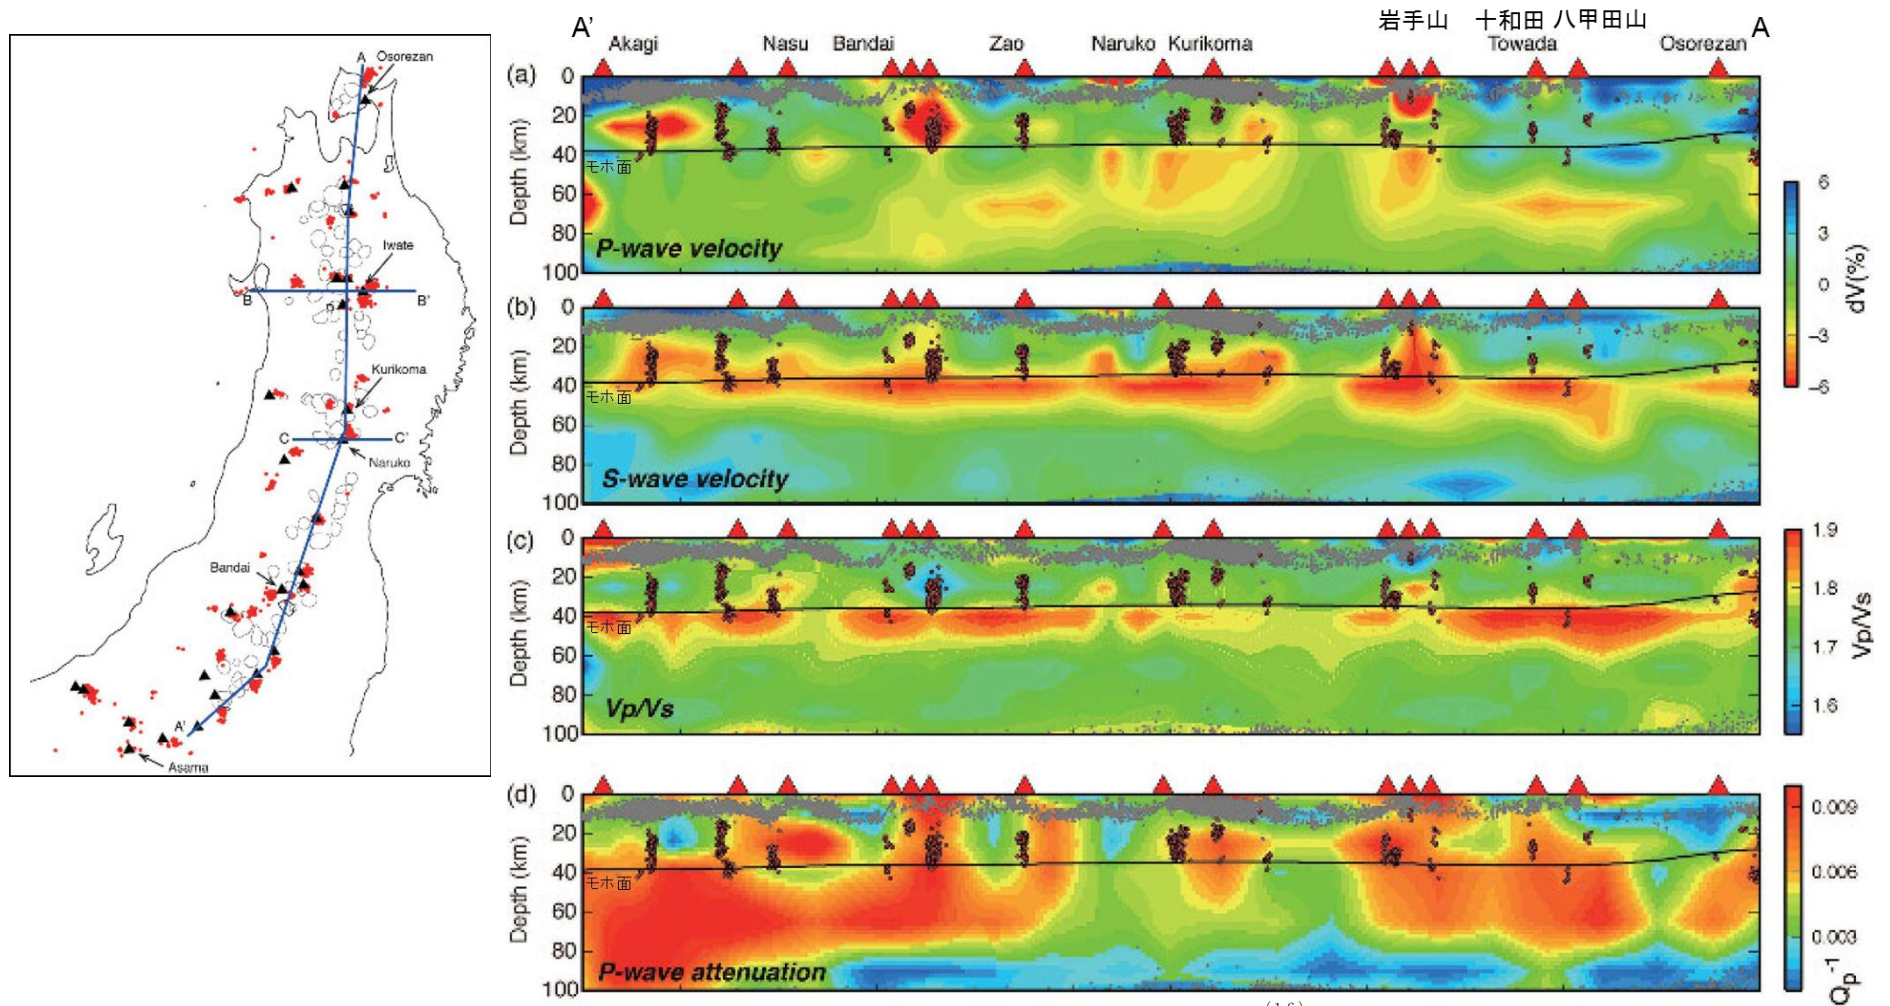 A
Osorezan
Iwate
B
B'
Kurikoma
C
C'
Naruko
Bandai
A'
Asama
岩手山 十和田 八甲田山
A' A
Akagi Nasu Bandai Zao Naruko Kurikoma Towada Osorezan
(a)
0
20
40
60
80
100
Depth (km)
モホ面
P-wave velocity
(b)
0
20
40
60
80
100
Depth (km)
モホ面
S-wave velocity
6
3
0
−3
−6
dV(%)
(c)
0
20
40
60
80
100
Depth (km)
モホ面
Vp/Vs
1.9
1.8
1.7
1.6
Vp/Vs
(d)
0
20
40
60
80
100
Depth (km)
モホ面
P-wave attenuation
0.009
0.006
0.003
Qp⁻¹